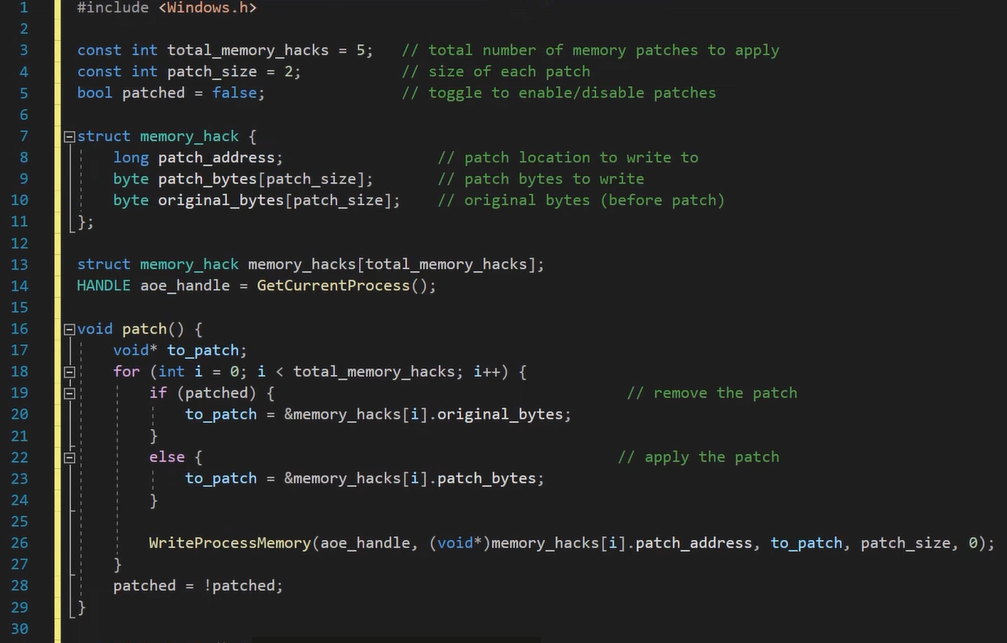 1 #include <Windows.h>
2
3 const int total_memory_hacks = 5;   // total number of memory patches to apply
4 const int patch_size = 2;           // size of each patch
5 bool patched = false;               // toggle to enable/disable patches
6
7 struct memory_hack {
8     long patch_address;                 // patch location to write to
9     byte patch_bytes[patch_size];       // patch bytes to write
10     byte original_bytes[patch_size];    // original bytes (before patch)
11 };
12
13 struct memory_hack memory_hacks[total_memory_hacks];
14 HANDLE aoe_handle = GetCurrentProcess();
15
16 void patch() {
17     void* to_patch;
18     for (int i = 0; i < total_memory_hacks; i++) {
19         if (patched) {                                       // remove the patch
20             to_patch = &memory_hacks[i].original_bytes;
21         }
22         else {                                              // apply the patch
23             to_patch = &memory_hacks[i].patch_bytes;
24         }
25
26         WriteProcessMemory(aoe_handle, (void*)memory_hacks[i].patch_address, to_patch, patch_size, 0);
27     }
28     patched = !patched;
29 }
30